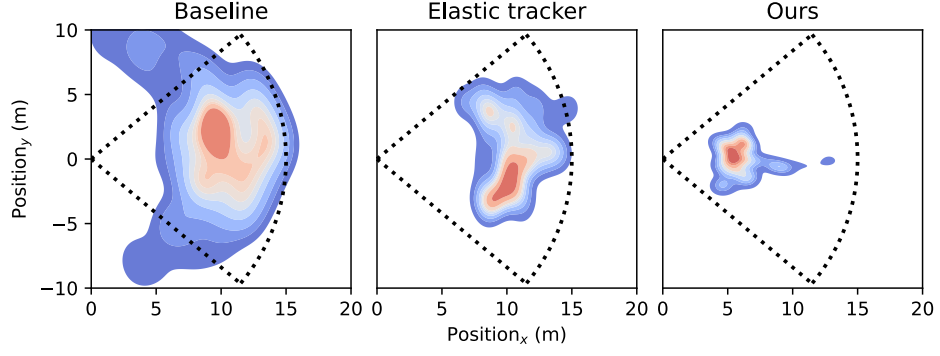 Baseline
Elastic tracker
Ours
Position_y (m)
10
5
0
−5
−10
0 5 10 15 20
0 5 10 15 20
0 5 10 15 20
Position_x (m)